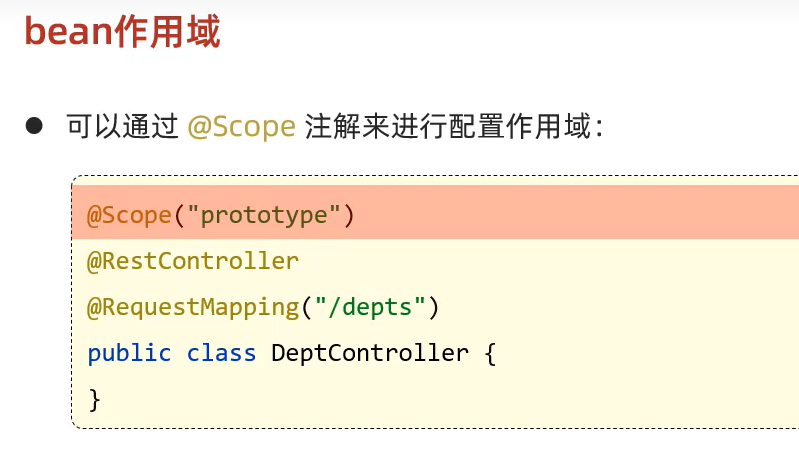 bean作用域
● 可以通过 @Scope 注解来进行配置作用域：
@Scope("prototype")
@RestController
@RequestMapping("/depts")
public class DeptController {
}